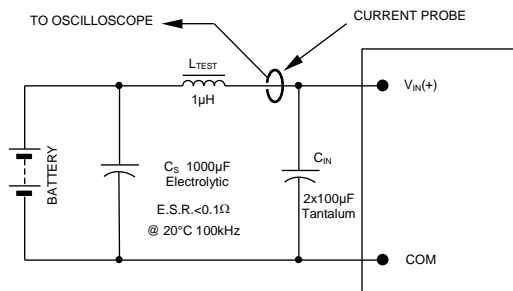 TO OSCILLOSCOPE
CURRENT PROBE
LTEST
1μH
VIN(+)
BATTERY
CS 1000μF
Electrolytic
E.S.R.<0.1Ω
@ 20°C 100kHz
CIN
2x100μF
Tantalum
COM